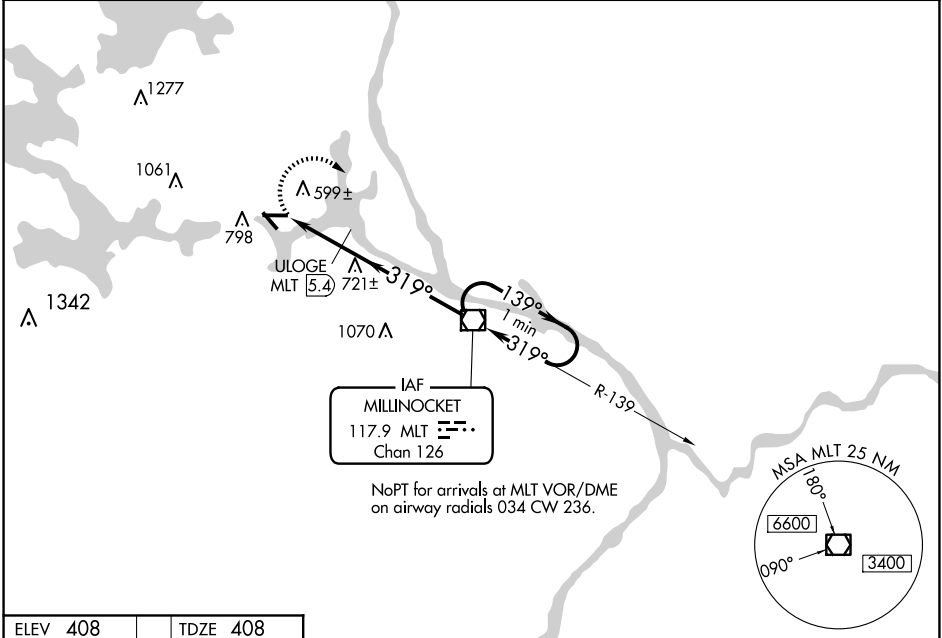 1277
1061
599±
798
ULOGE
MLT 5.4
721±
319°
1342
1070
139°
1 min
319°
R-139
IAF
MILLINOCKET
117.9 MLT
Chan 126
NoPT for arrivals at MLT VOR/DME
on airway radials 034 CW 236.
MSA MLT 25 NM
180°
6600
090°
3400
ELEV 408 TDZE 408